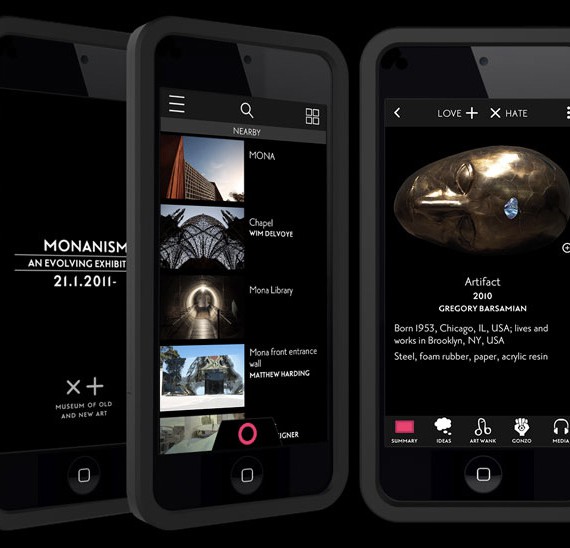 MONANISM
AN EVOLVING EXHIBIT
21.1.2011-
MUSEUM OF OLD
AND NEW ART
NEARBY
MONA
Chapel
WIM DELVOYE
Mona Library
Mona front entrance
wall
MATTHEW HARDING
IGNER
LOVE + × HATE
Artifact
2010
GREGORY BARSAMIAN
Born 1953, Chicago, IL, USA; lives and
works in Brooklyn, NY, USA
Steel, foam rubber, paper, acrylic resin
SUMMARY IDEAS ART WANK GONZO MEDIA